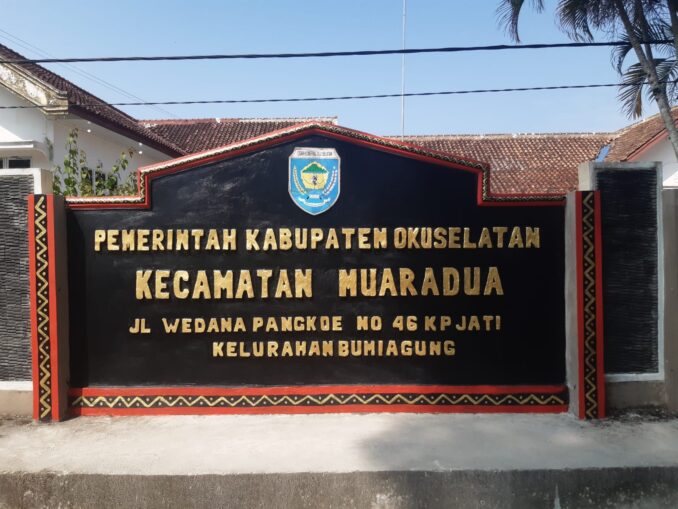 PEMERINTAH KABUPATEN OKUSELATAN
KECAMATAN MUARADUA
JL WEDANA PANGKOE NO 46 KP JATI
KELURAHAN BUMIAGUNG